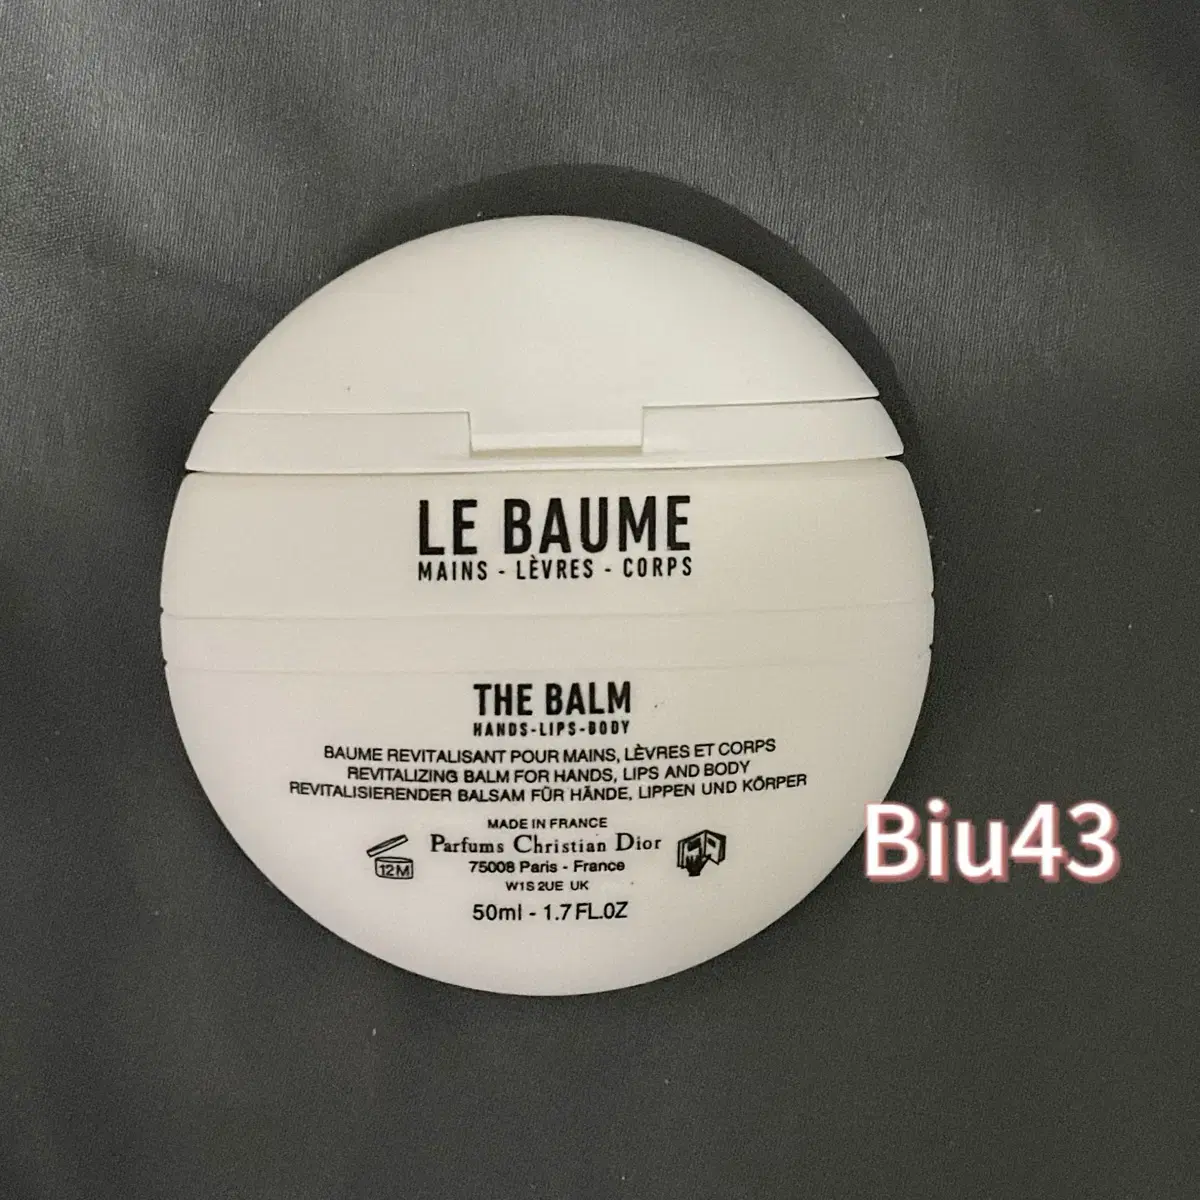 LE BAUME
MAINS - LÈVRES - CORPS
THE BALM
HANDS-LIPS-BODY
BAUME REVITALISANT POUR MAINS, LÈVRES ET CORPS
REVITALIZING BALM FOR HANDS, LIPS AND BODY
REVITALISIERENDER BALSAM FÜR HÄNDE, LIPPEN UND KÖRPER
MADE IN FRANCE
Parfums Christian Dior
12M
75008 Paris - France
W1S 2UE UK
50ml - 1.7 FL.OZ
Biu43